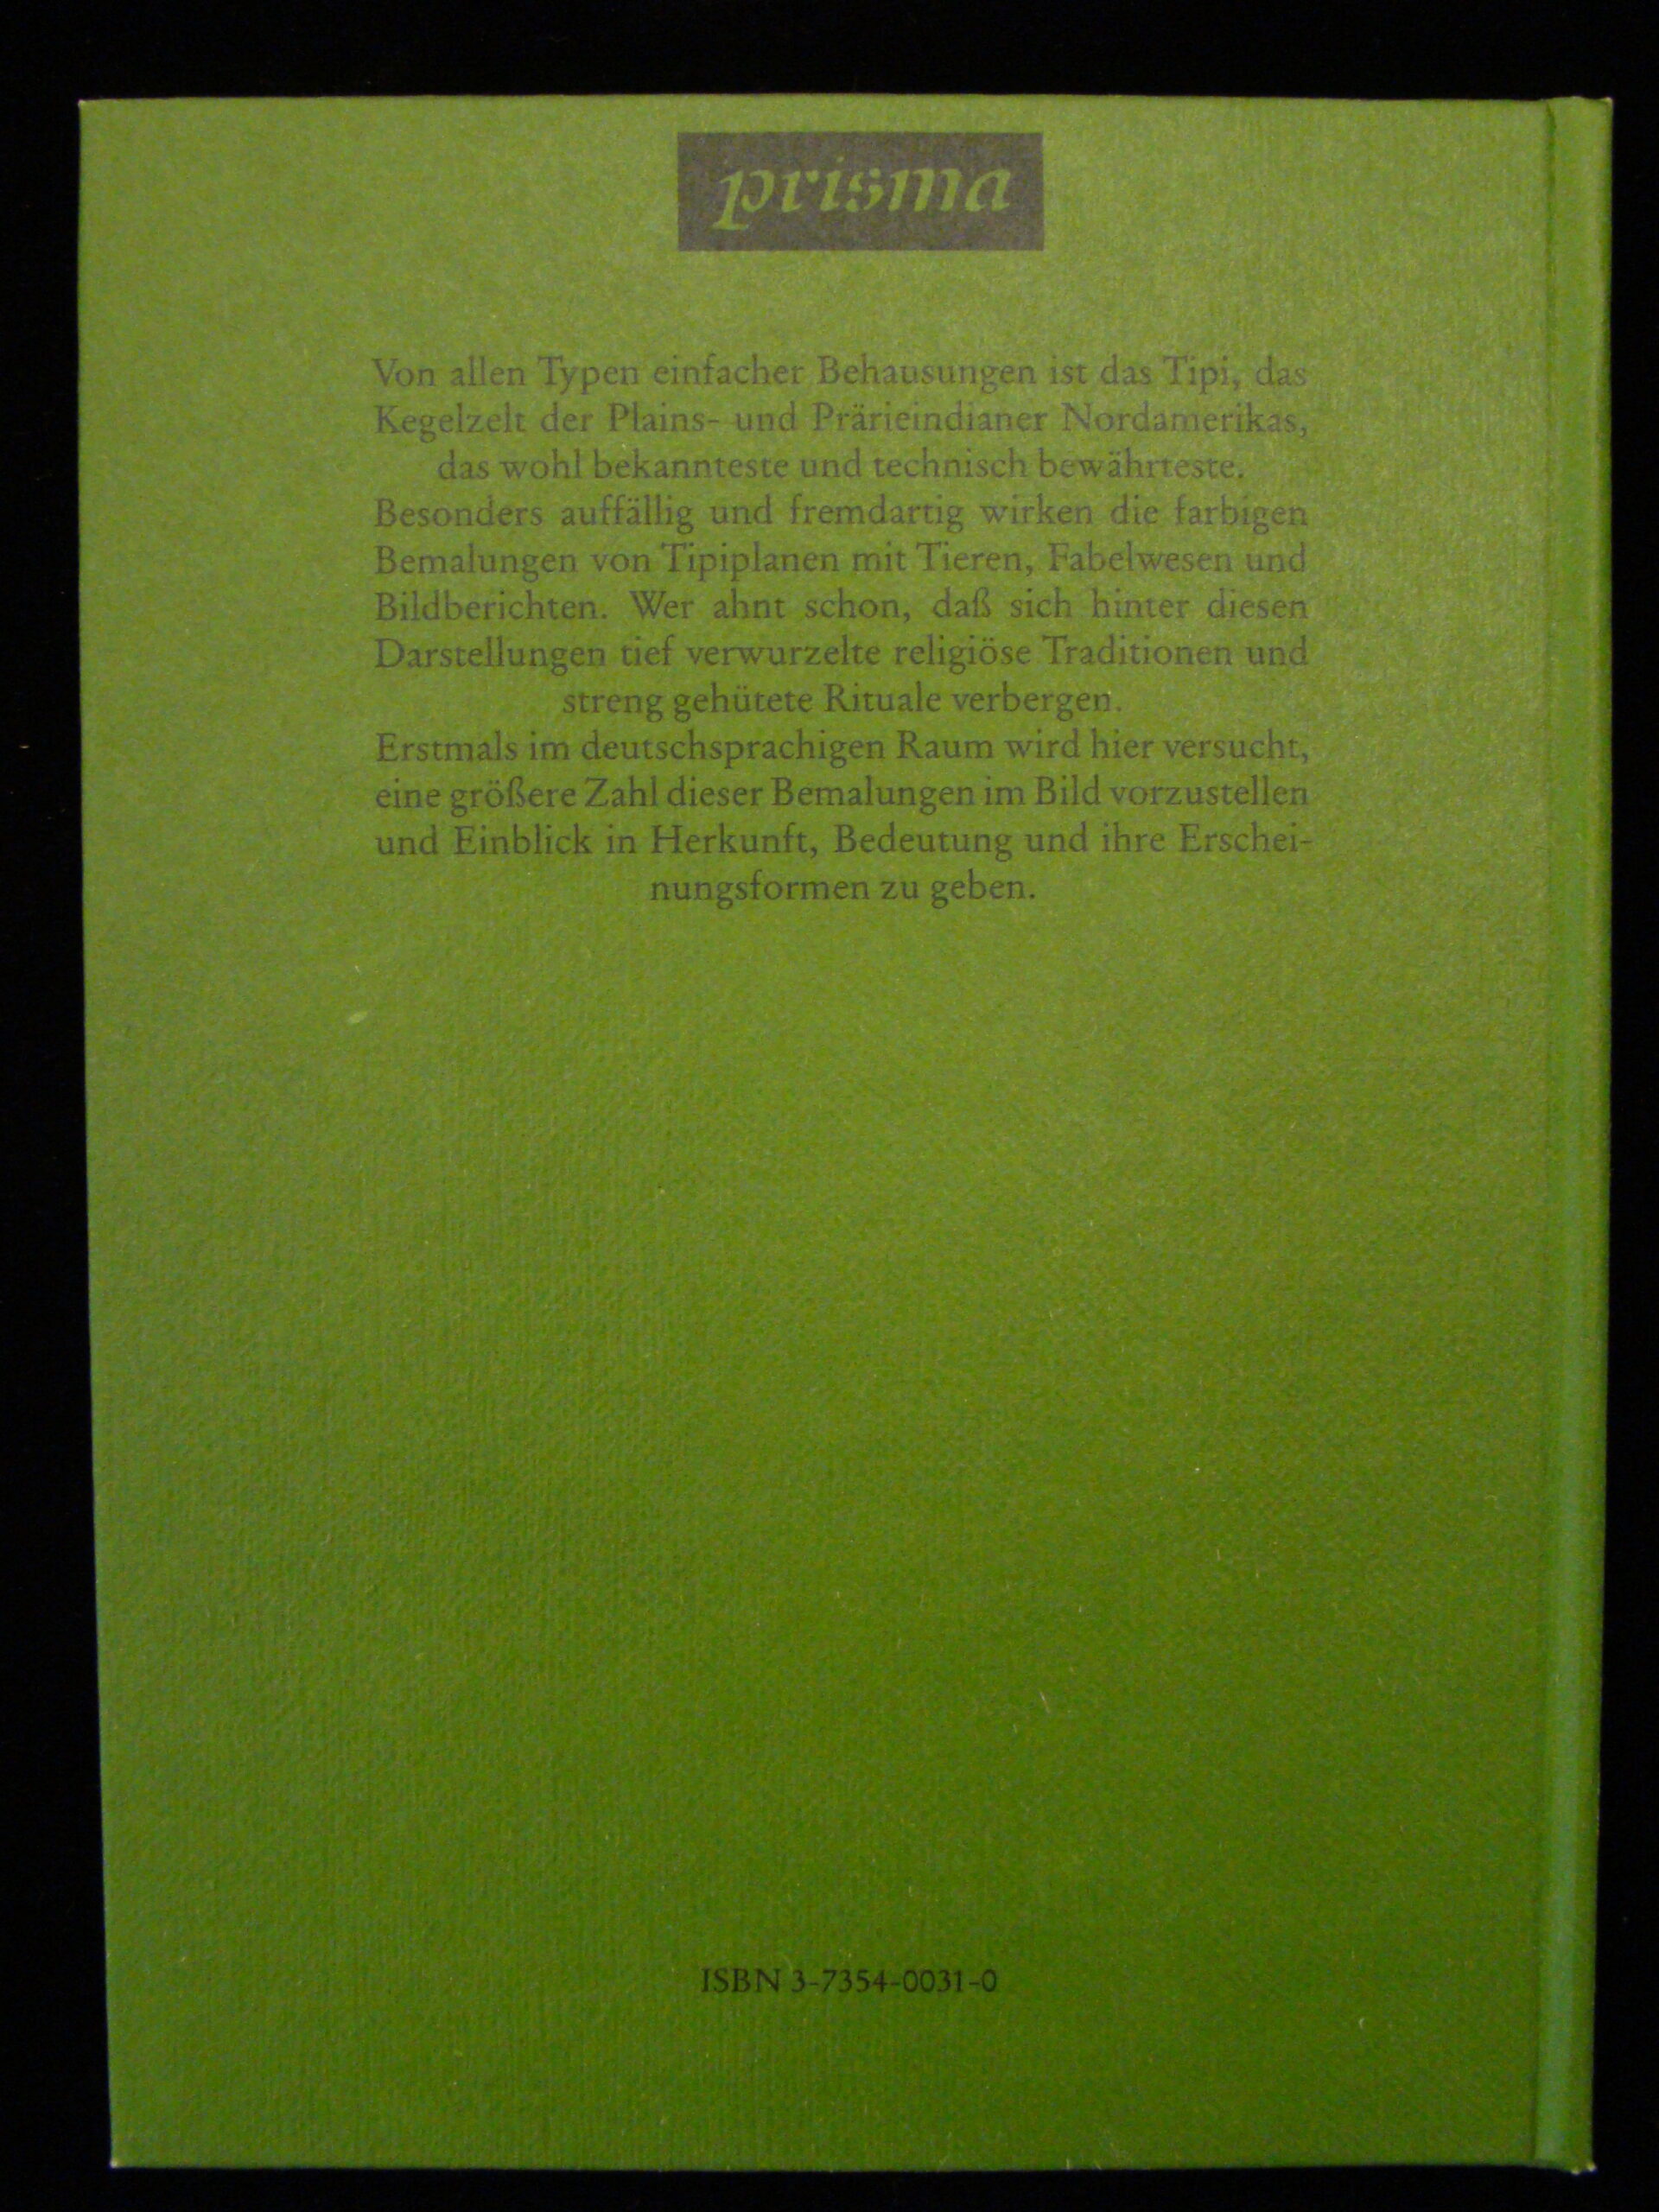 prisma
Von allen Typen einfacher Behausungen ist das Tipi, das
Kegelzelt der Plains- und Prärieindianer Nordamerikas,
das wohl bekannteste und technisch bewährteste.
Besonders auffällig und fremdartig wirken die farbigen
Bemalungen von Tipiplanen mit Tieren, Fabelwesen und
Bildberichten. Wer ahnt schon, daß sich hinter diesen
Darstellungen tief verwurzelte religiöse Traditionen und
streng gehütete Rituale verbergen.
Erstmals im deutschsprachigen Raum wird hier versucht,
eine größere Zahl dieser Bemalungen im Bild vorzustellen
und Einblick in Herkunft, Bedeutung und ihre Erschei-
nungsformen zu geben.
ISBN 3-7354-0031-0